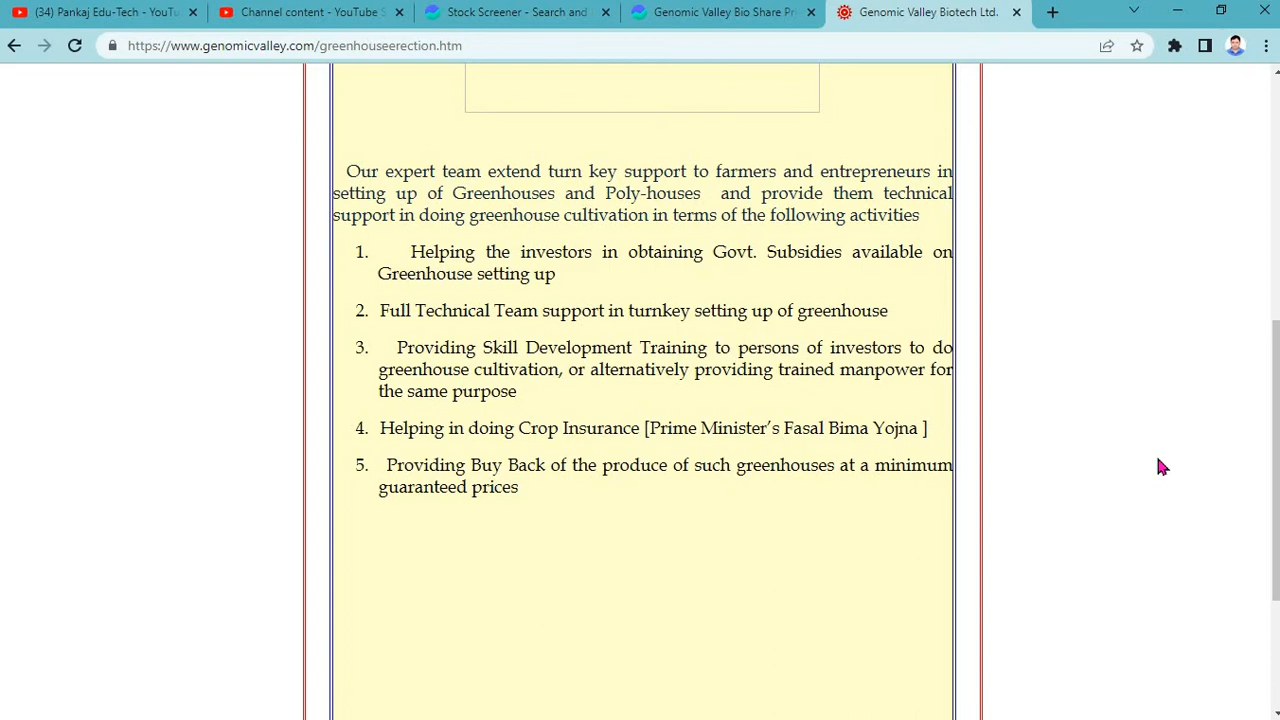 (34) Pankaj Edu-Tech - YouTu
Channel content - YouTube S
Stock Screener - Search and
Genomic Valley Bio Share Pri
Genomic Valley Biotech Ltd.
https://www.genomicvalley.com/greenhouseerection.htm
Our expert team extend turn key support to farmers and entrepreneurs in
setting up of Greenhouses and Poly-houses and provide them technical
support in doing greenhouse cultivation in terms of the following activities
1. Helping the investors in obtaining Govt. Subsidies available on
Greenhouse setting up
2. Full Technical Team support in turnkey setting up of greenhouse
3. Providing Skill Development Training to persons of investors to do
greenhouse cultivation, or alternatively providing trained manpower for
the same purpose
4. Helping in doing Crop Insurance [Prime Minister's Fasal Bima Yojna ]
5. Providing Buy Back of the produce of such greenhouses at a minimum
guaranteed prices